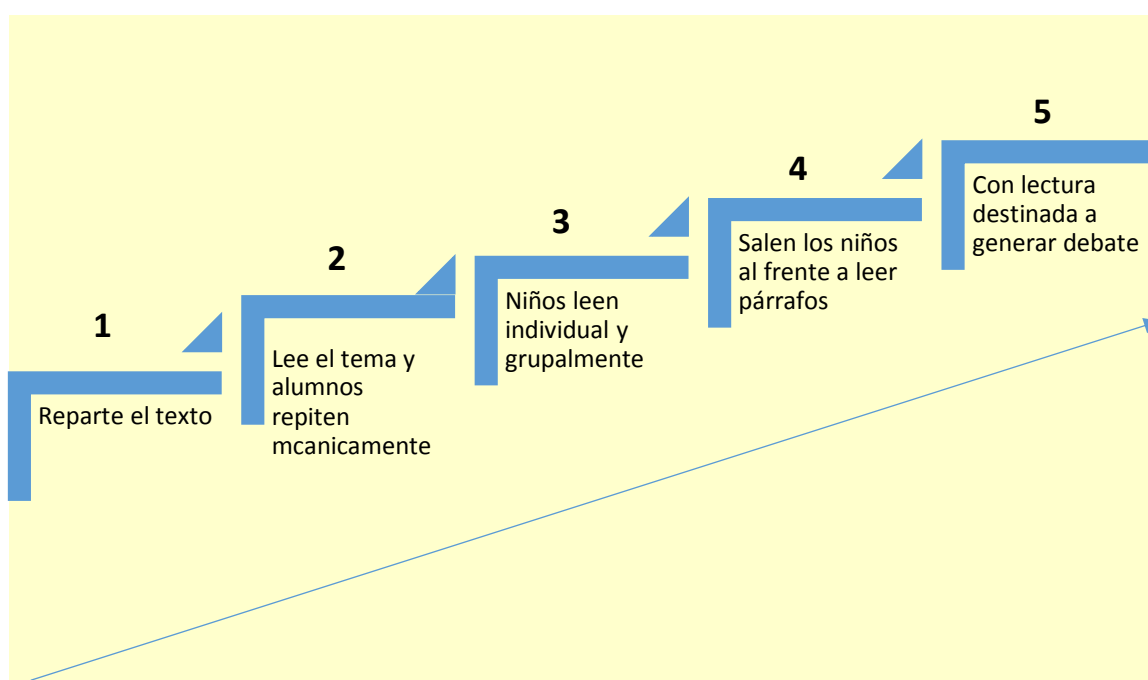 1
Reparte el texto
2
Lee el tema y
alumnos
repiten
mcanicamente
3
Niños leen
individual y
grupalmente
4
Salen los niños
al frente a leer
párrafos
5
Con lectura
destinada a
generar debate